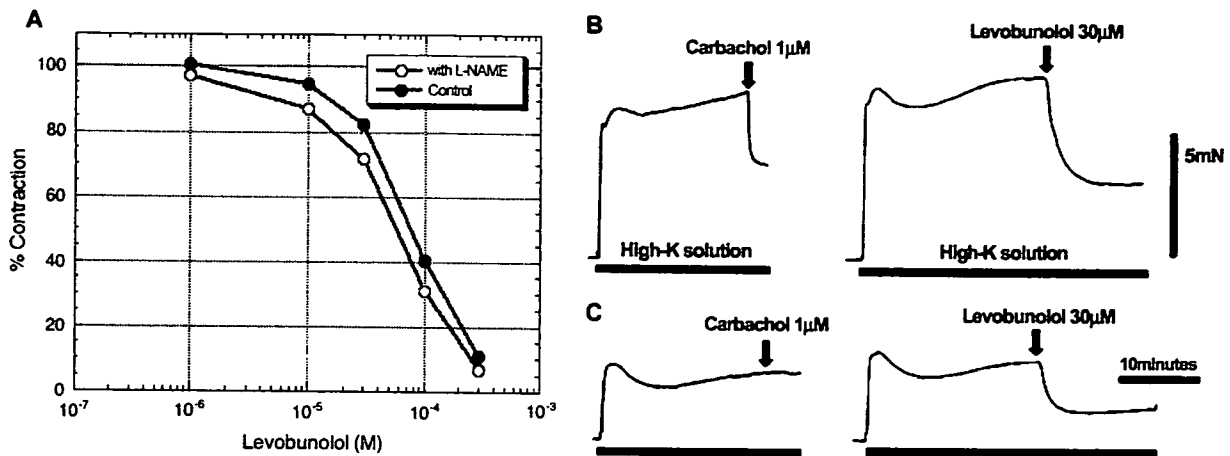 A
% Contraction
100
80
60
40
20
0
10-7
10-6
10-5
10-4
10-3
Levobunolol (M)
with L-NAME
Control
B
Carbachol 1μM
High-K solution
Levobunolol 30μM
High-K solution
5mN
C
Carbachol 1μM
Levobunolol 30μM
10minutes